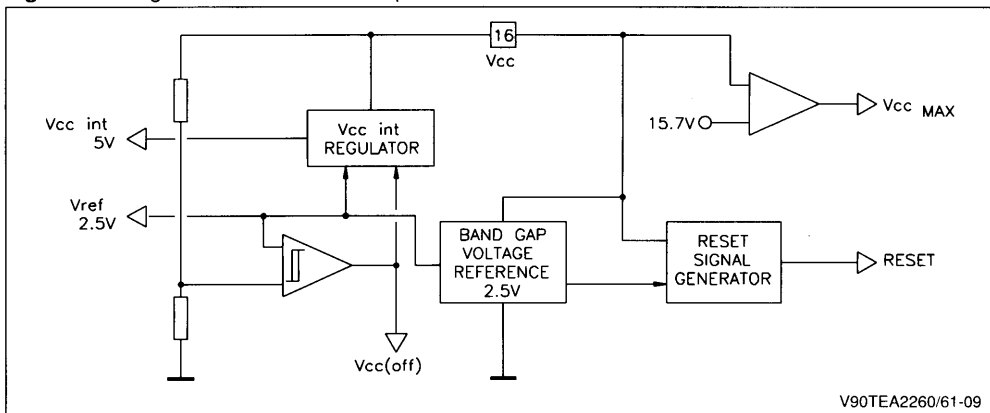 16
Vcc
Vcc int
5V
Vcc int
REGULATOR
15.7V
Vcc MAX
Vref
2.5V
BAND GAP
VOLTAGE
REFERENCE
2.5V
RESET
SIGNAL
GENERATOR
RESET
Vcc(off)
V90TEA2260/61-09